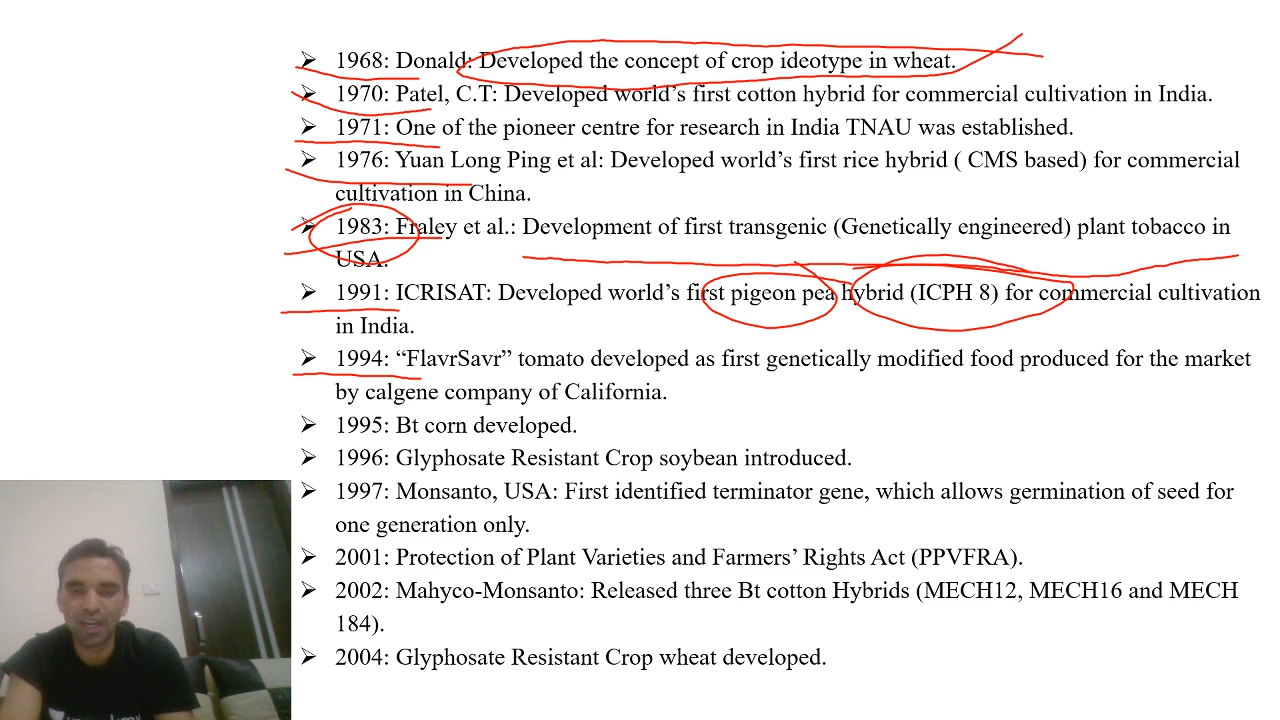 ➢ 1968: Donald: Developed the concept of crop ideotype in wheat.
➢ 1970: Patel, C.T: Developed world’s first cotton hybrid for commercial cultivation in India.
➢ 1971: One of the pioneer centre for research in India TNAU was established.
➢ 1976: Yuan Long Ping et al: Developed world’s first rice hybrid ( CMS based) for commercial
cultivation in China.
➢ 1983: Fraley et al.: Development of first transgenic (Genetically engineered) plant tobacco in
USA.
➢ 1991: ICRISAT: Developed world’s first pigeon pea hybrid (ICPH 8) for commercial cultivation
in India.
➢ 1994: “FlavrSavr” tomato developed as first genetically modified food produced for the market
by calgene company of California.
➢ 1995: Bt corn developed.
➢ 1996: Glyphosate Resistant Crop soybean introduced.
➢ 1997: Monsanto, USA: First identified terminator gene, which allows germination of seed for
one generation only.
➢ 2001: Protection of Plant Varieties and Farmers’ Rights Act (PPVFRA).
➢ 2002: Mahyco-Monsanto: Released three Bt cotton Hybrids (MECH12, MECH16 and MECH
184).
➢ 2004: Glyphosate Resistant Crop wheat developed.